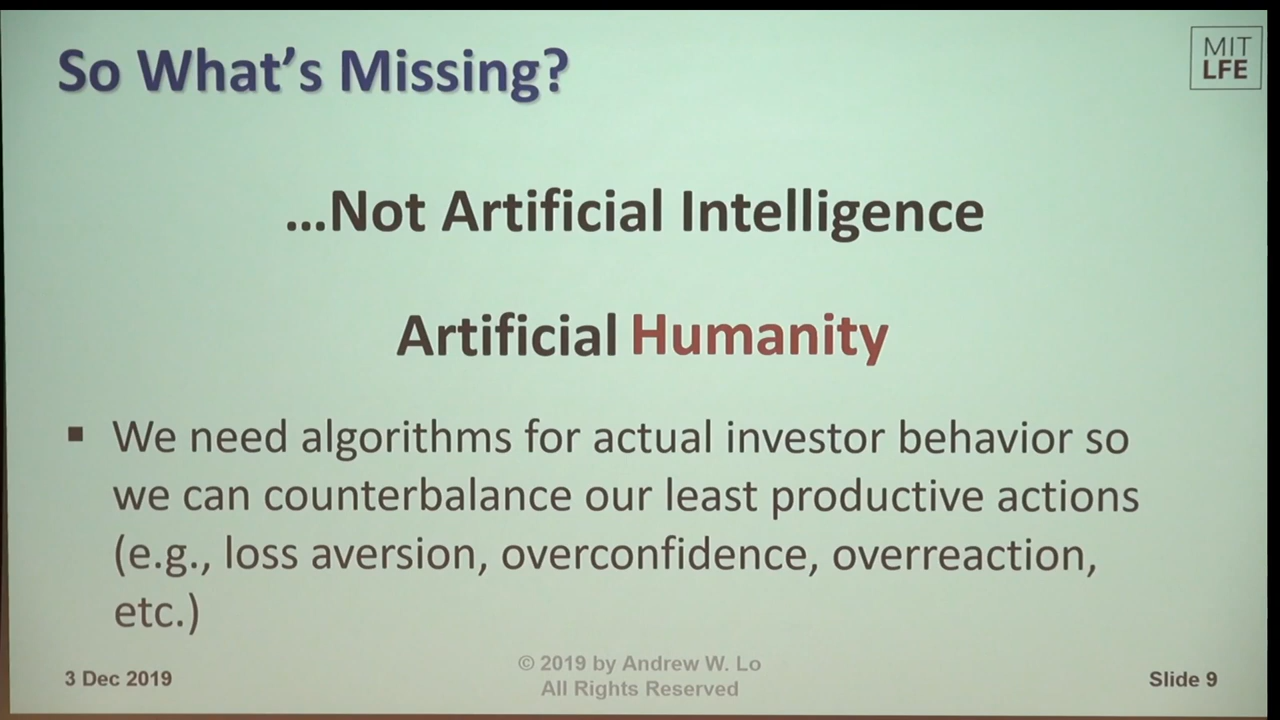 So What's Missing?
MIT
LFE
...Not Artificial Intelligence
Artificial Humanity
▪ We need algorithms for actual investor behavior so
we can counterbalance our least productive actions
(e.g., loss aversion, overconfidence, overreaction,
etc.)
3 Dec 2019
© 2019 by Andrew W. Lo
All Rights Reserved
Slide 9